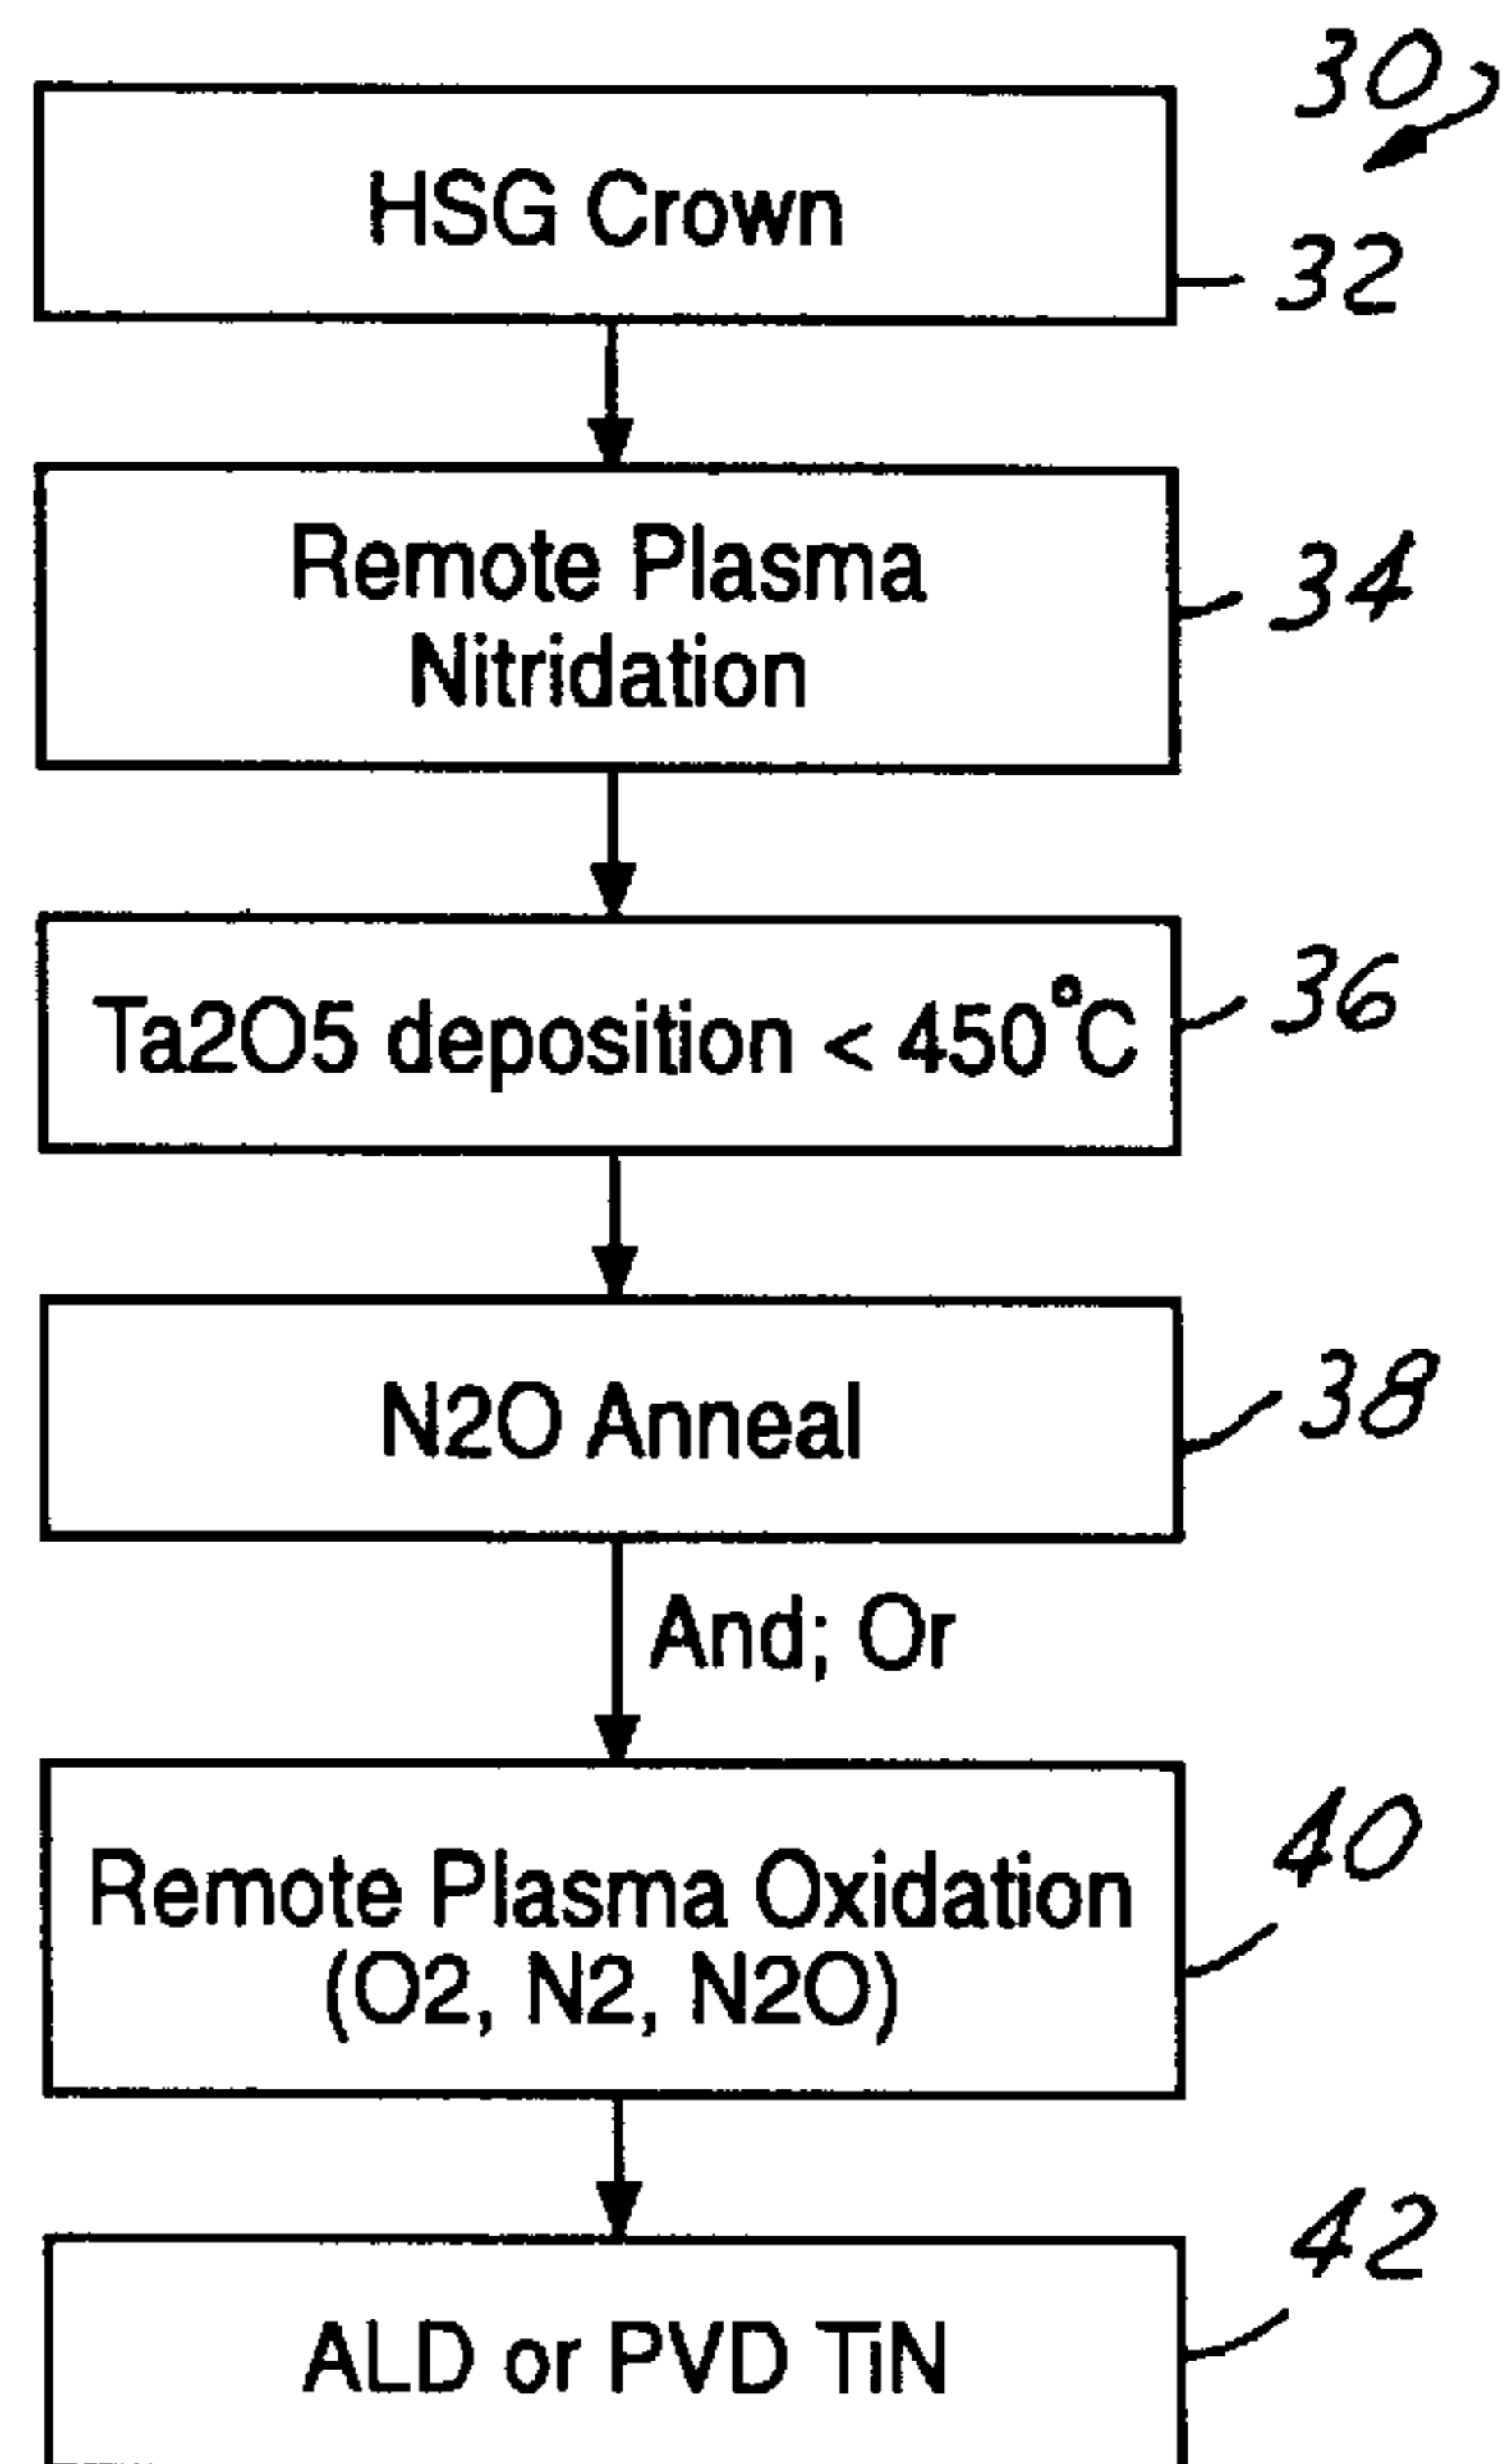 30
HSG Crown
32
Remote Plasma
Nitridation
34
Ta2O5 deposition < 450°C
36
N2O Anneal
38
And; Or
Remote Plasma Oxidation
(O2, N2, N2O)
40
ALD or PVD TiN
42